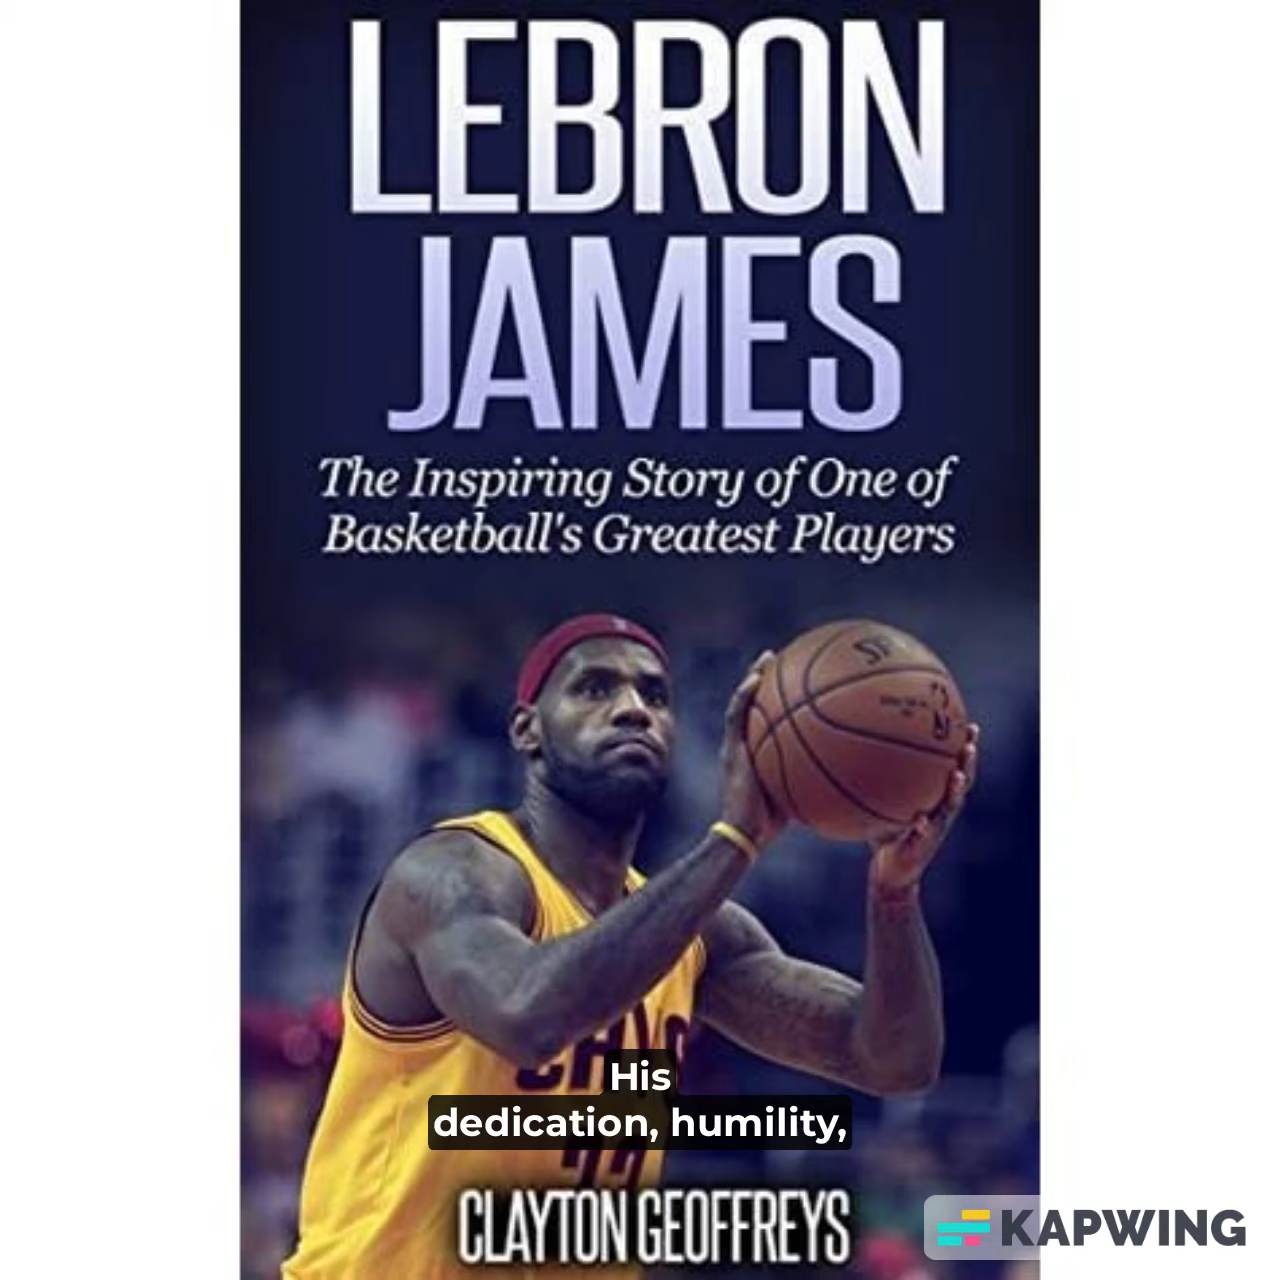 LEBRON
JAMES
The Inspiring Story of One of
Basketball's Greatest Players
His
dedication, humility,
CLAYTON GEOFFREYS
KAPWING